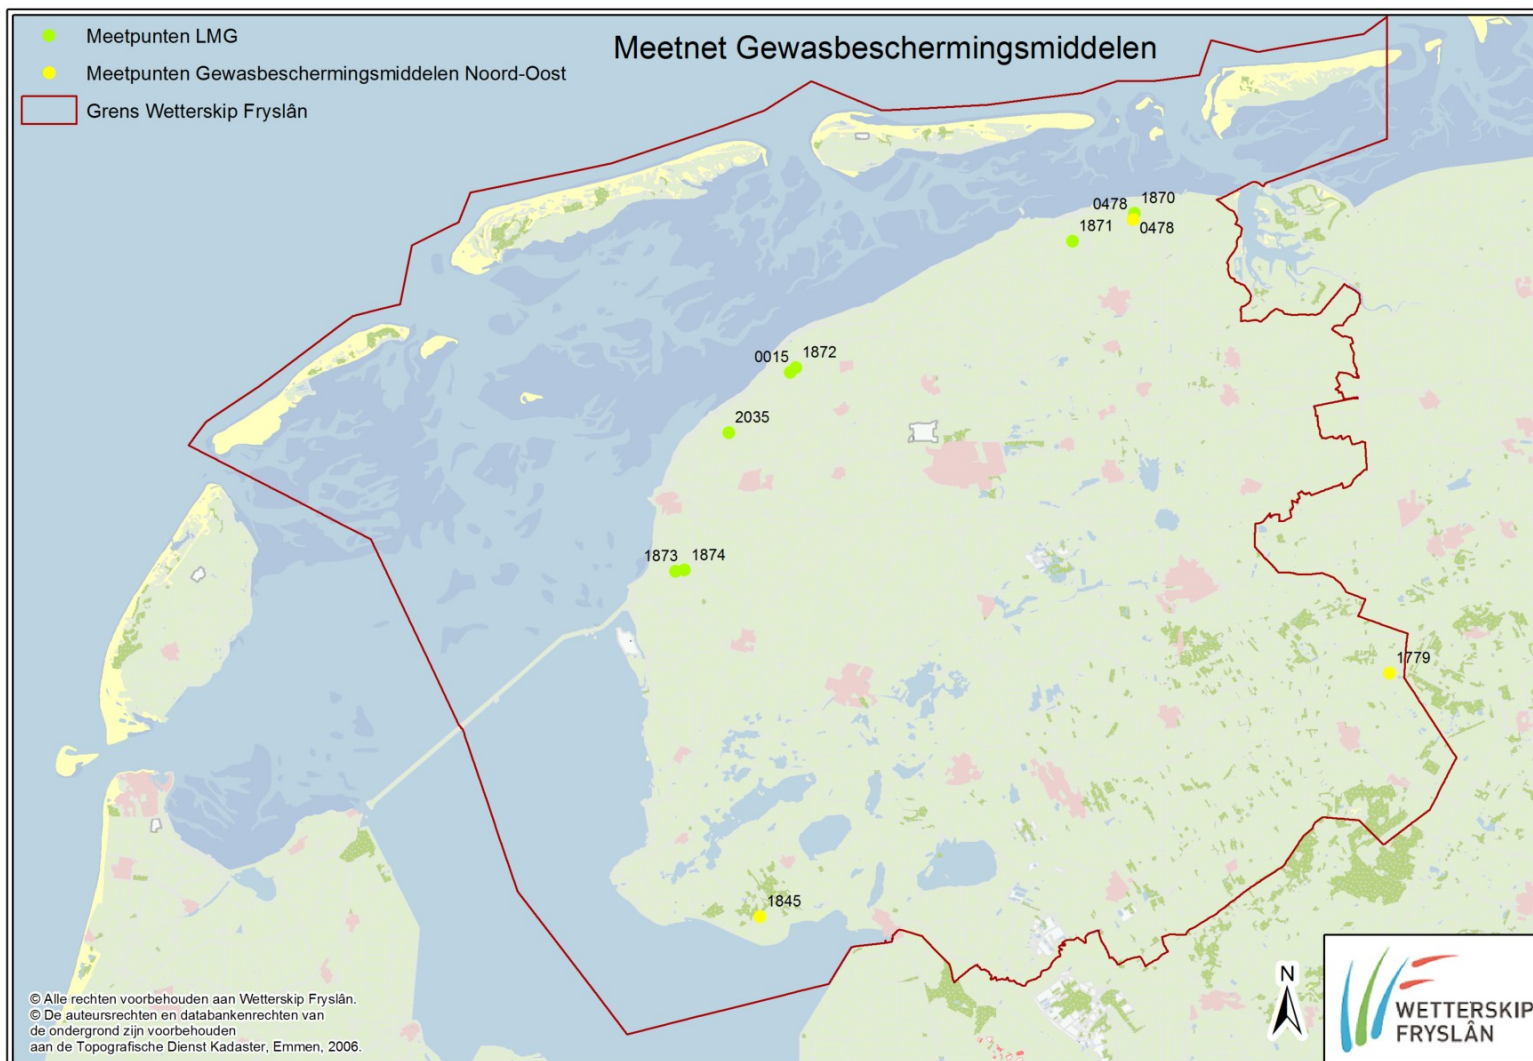 Meetnet Gewasbeschermingsmiddelen
Meetpunten LMG
Meetpunten Gewasbeschermingsmiddelen Noord-Oost
Grens Wetterskip Fryslân
0478
1870
0478
1871
0015
1872
2035
1873
1874
1779
1845
© Alle rechten voorbehouden aan Wetterskip Fryslân.
© De auteursrechten en databankenrechten van
de ondergrond zijn voorbehouden
aan de Topografische Dienst Kadaster, Emmen, 2006.
N
WETTERSKIP
FRYSLÂN